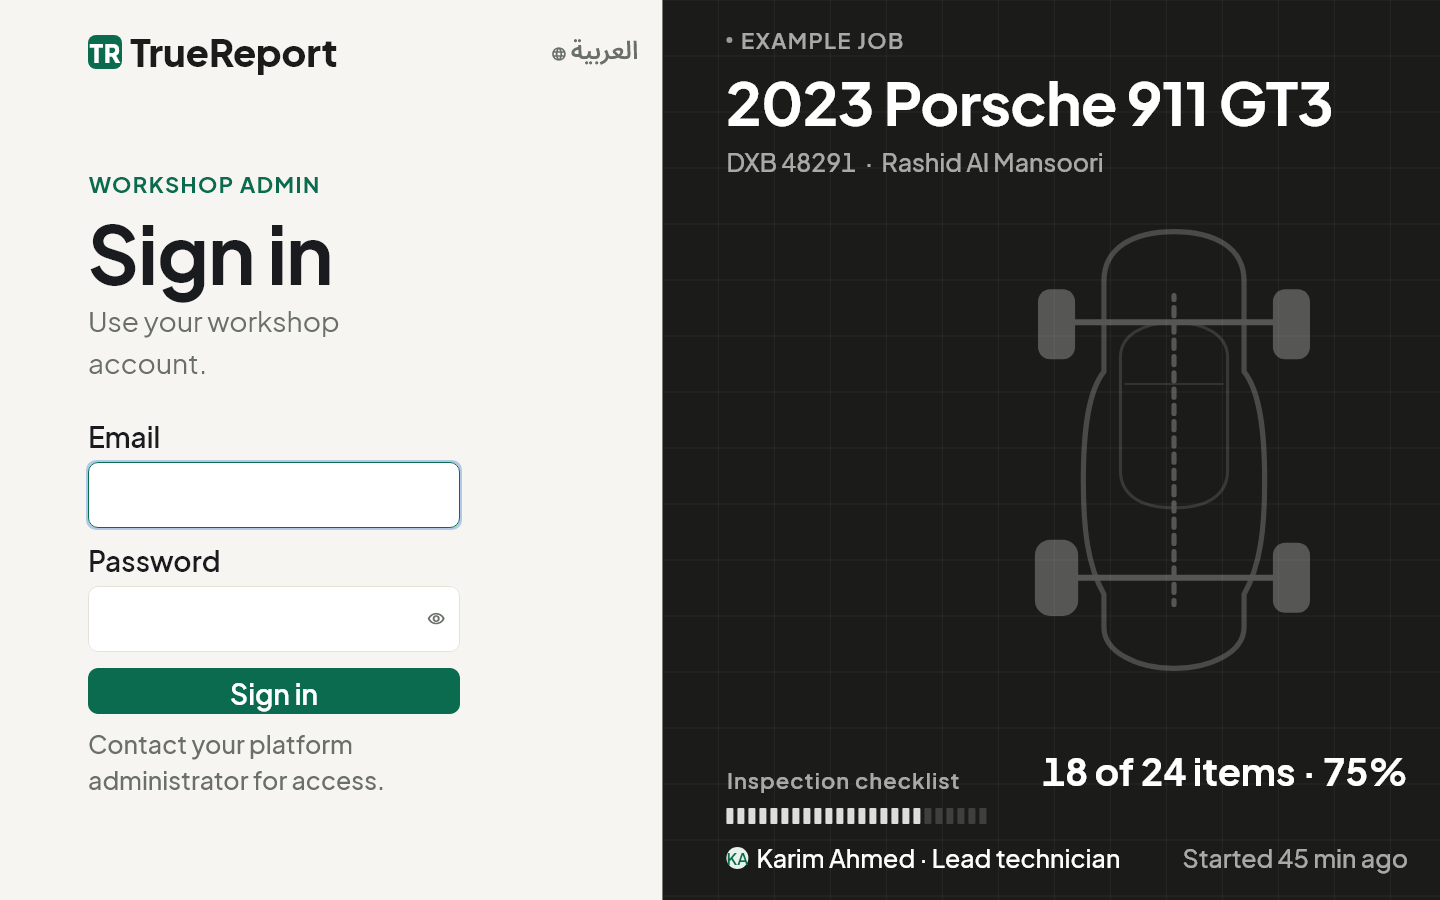 TR TrueReport
العربية
WORKSHOP ADMIN
Sign in
Use your workshop
account.
Email
Password
Sign in
Contact your platform
administrator for access.
• EXAMPLE JOB
2023 Porsche 911 GT3
DXB 48291 · Rashid Al Mansoori
Inspection checklist
18 of 24 items · 75%
KA Karim Ahmed · Lead technician
Started 45 min ago